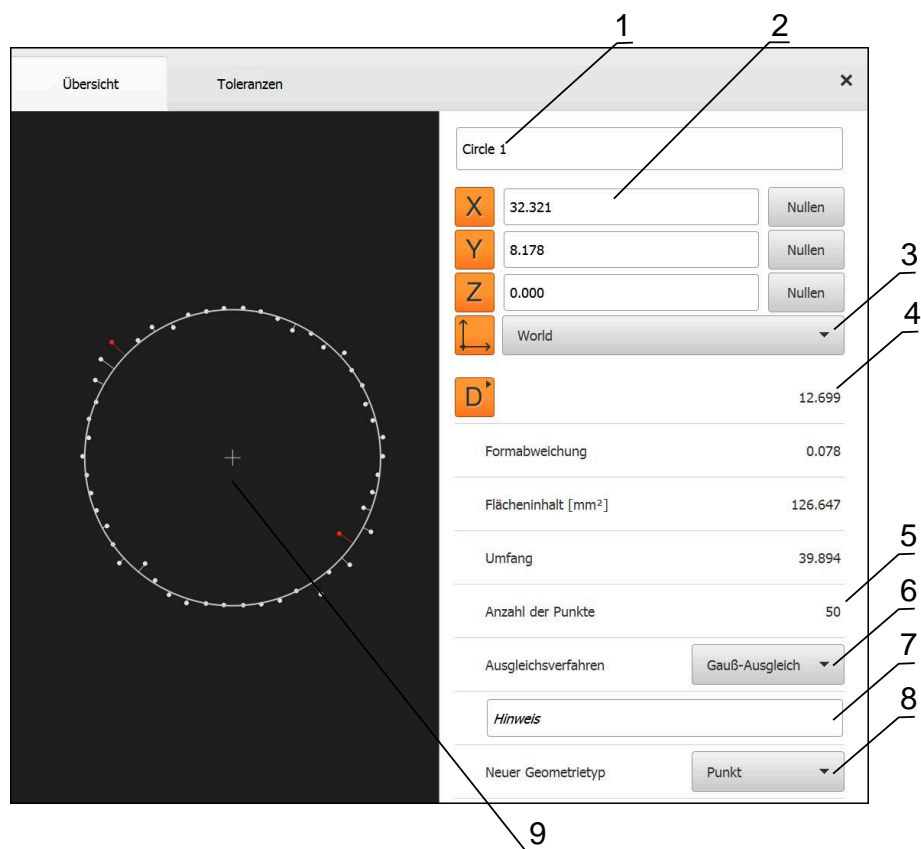 1 2
Übersicht Toleranzen ×
Circle 1
X 32.321 Nullen
Y 8.178 Nullen
3
Z 0.000 Nullen
4
World
D 12.699
Formabweichung 0.078
Flächeninhalt [mm²] 126.647
5
Umfang 39.894
6
Anzahl der Punkte 50
7
Ausgleichsverfahren Gauß-Ausgleich
8
Hinweis
Neuer Geometrietyp Punkt
9